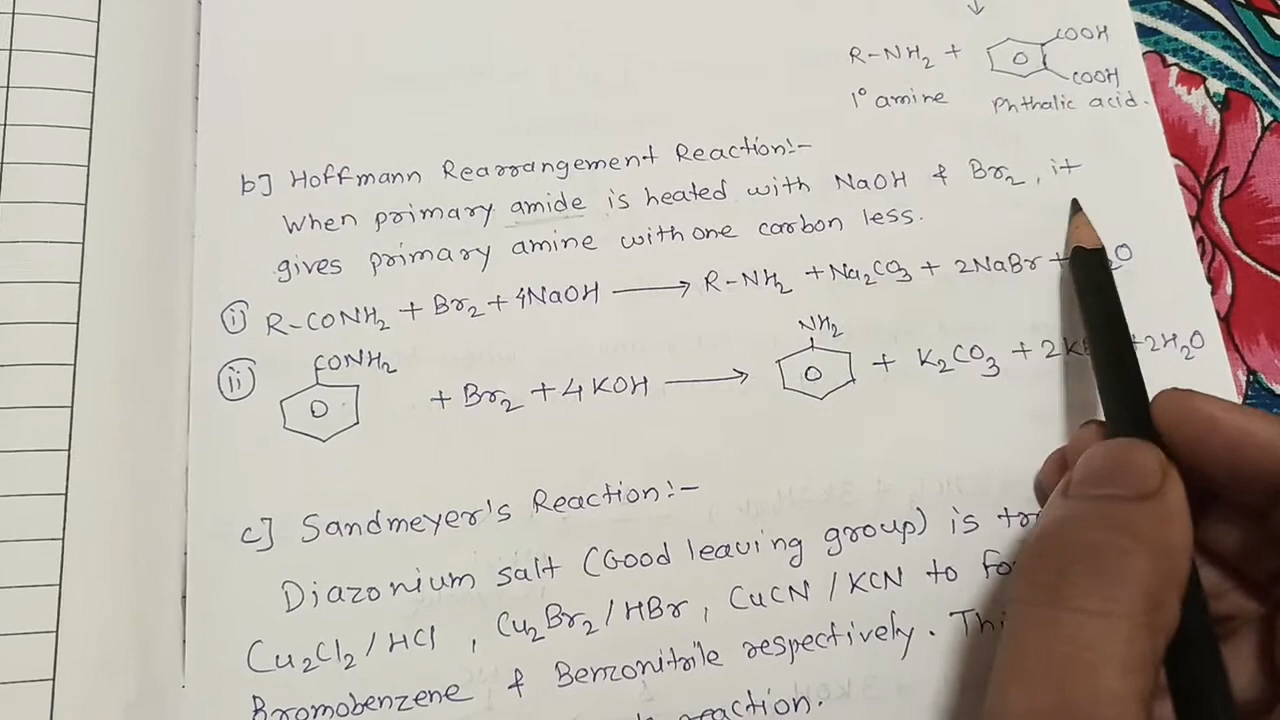 COOH
R-NH₂ +
COOH
1° amine Phthalic acid.
b] Hoffmann Rearrangement Reaction:-
When primary amide is heated with NaOH & Br₂, it
gives primary amine with one carbon less.
i) R-CONH₂ + Br₂ + 4NaOH ⟶ R-NH₂ + Na₂CO₃ + 2NaBr +
CONH₂ NH₂
ii) + Br₂ + 4KOH ⟶ + K₂CO₃ + +2H₂O
c] Sandmeyer's Reaction:-
Diazonium salt (Good leaving group) is
Cu₂Cl₂/HCl , Cu₂Br₂/HBr, CuCN/KCN to
Bromobenzene & Benzonitrile respectively.
reaction.